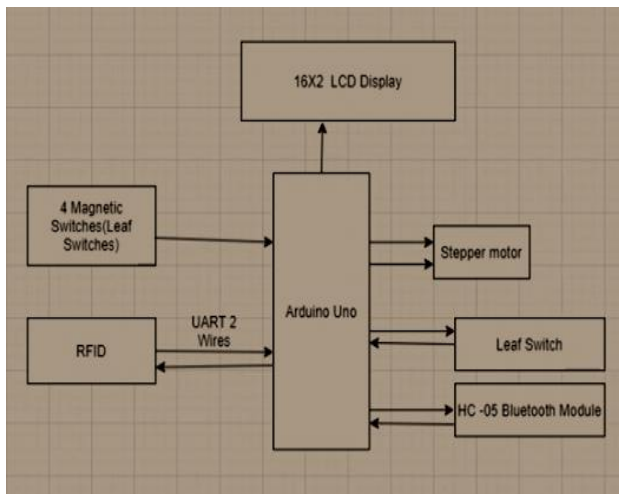 16X2 LCD Display
4 Magnetic
Switches(Leaf
Switches)
Stepper motor
Arduino Uno
UART 2
Wires
RFID
Leaf Switch
HC -05 Bluetooth Module